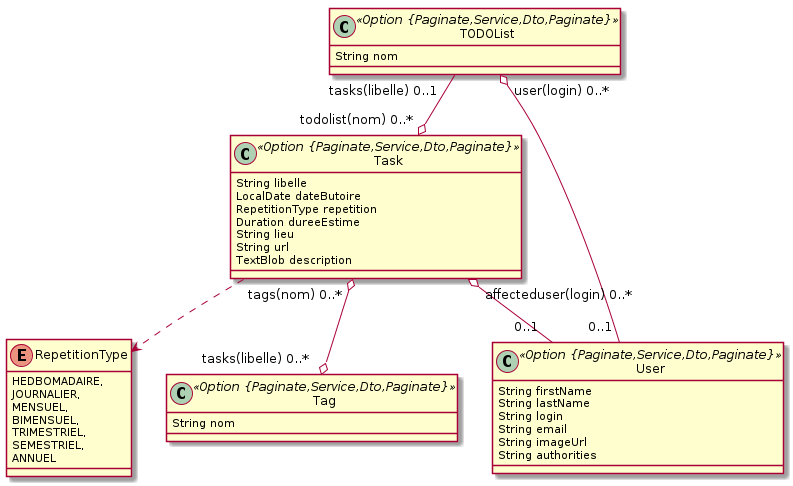 C «Option {Paginate,Service,Dto,Paginate}»
TODOList
String nom
tasks(libelle) 0..1
user(login) 0..*
todolist(nom) 0..*
C «Option {Paginate,Service,Dto,Paginate}»
Task
String libelle
LocalDate dateButoire
RepetitionType repetition
Duration dureeEstime
String lieu
String url
TextBlob description
tags(nom) 0..*
affecteduser(login) 0..*
tasks(libelle) 0..*
0..1
0..1
E RepetitionType
HEDBOMADAIRE,
JOURNALIER,
MENSUEL,
BIMENSUEL,
TRIMESTRIEL,
SEMESTRIEL,
ANNUEL
C «Option {Paginate,Service,Dto,Paginate}»
Tag
String nom
C «Option {Paginate,Service,Dto,Paginate}»
User
String firstName
String lastName
String login
String email
String imageUrl
String authorities